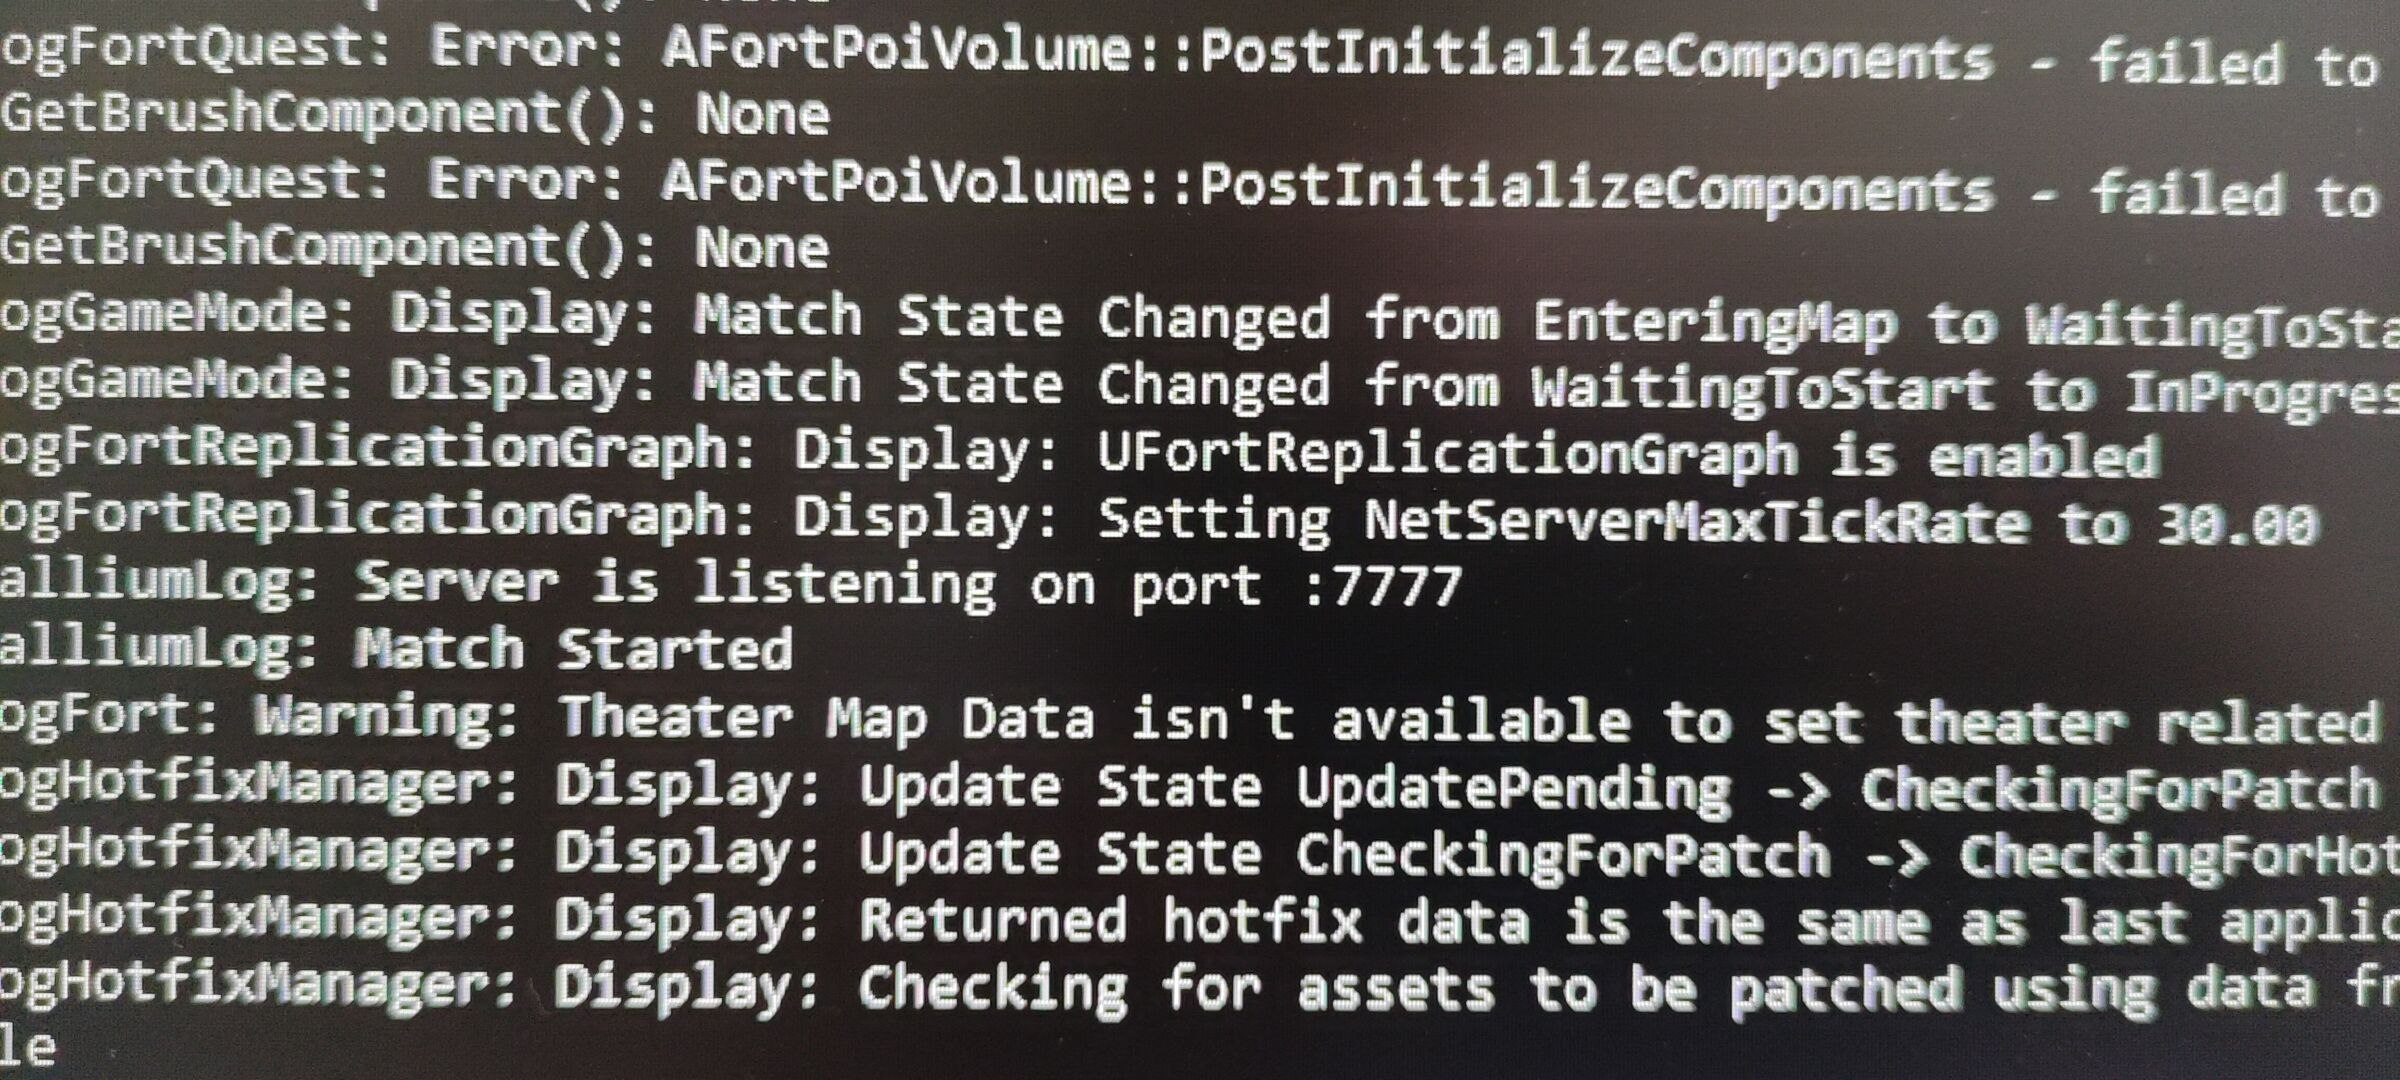 ogFortQuest: Error: AFortPoiVolume::PostInitializeComponents - failed to
GetBrushComponent(): None
ogFortQuest: Error: AFortPoiVolume::PostInitializeComponents - failed to
GetBrushComponent(): None
ogGameMode: Display: Match State Changed from EnteringMap to WaitingToSta
ogGameMode: Display: Match State Changed from WaitingToStart to InProgres
ogFortReplicationGraph: Display: UFortReplicationGraph is enabled
ogFortReplicationGraph: Display: Setting NetServerMaxTickRate to 30.00
alliumLog: Server is listening on port :7777
alliumLog: Match Started
ogFort: Warning: Theater Map Data isn't available to set theater related
ogHotfixManager: Display: Update State UpdatePending -> CheckingForPatch
ogHotfixManager: Display: Update State CheckingForPatch -> CheckingForHot
ogHotfixManager: Display: Returned hotfix data is the same as last applic
ogHotfixManager: Display: Checking for assets to be patched using data fr
le